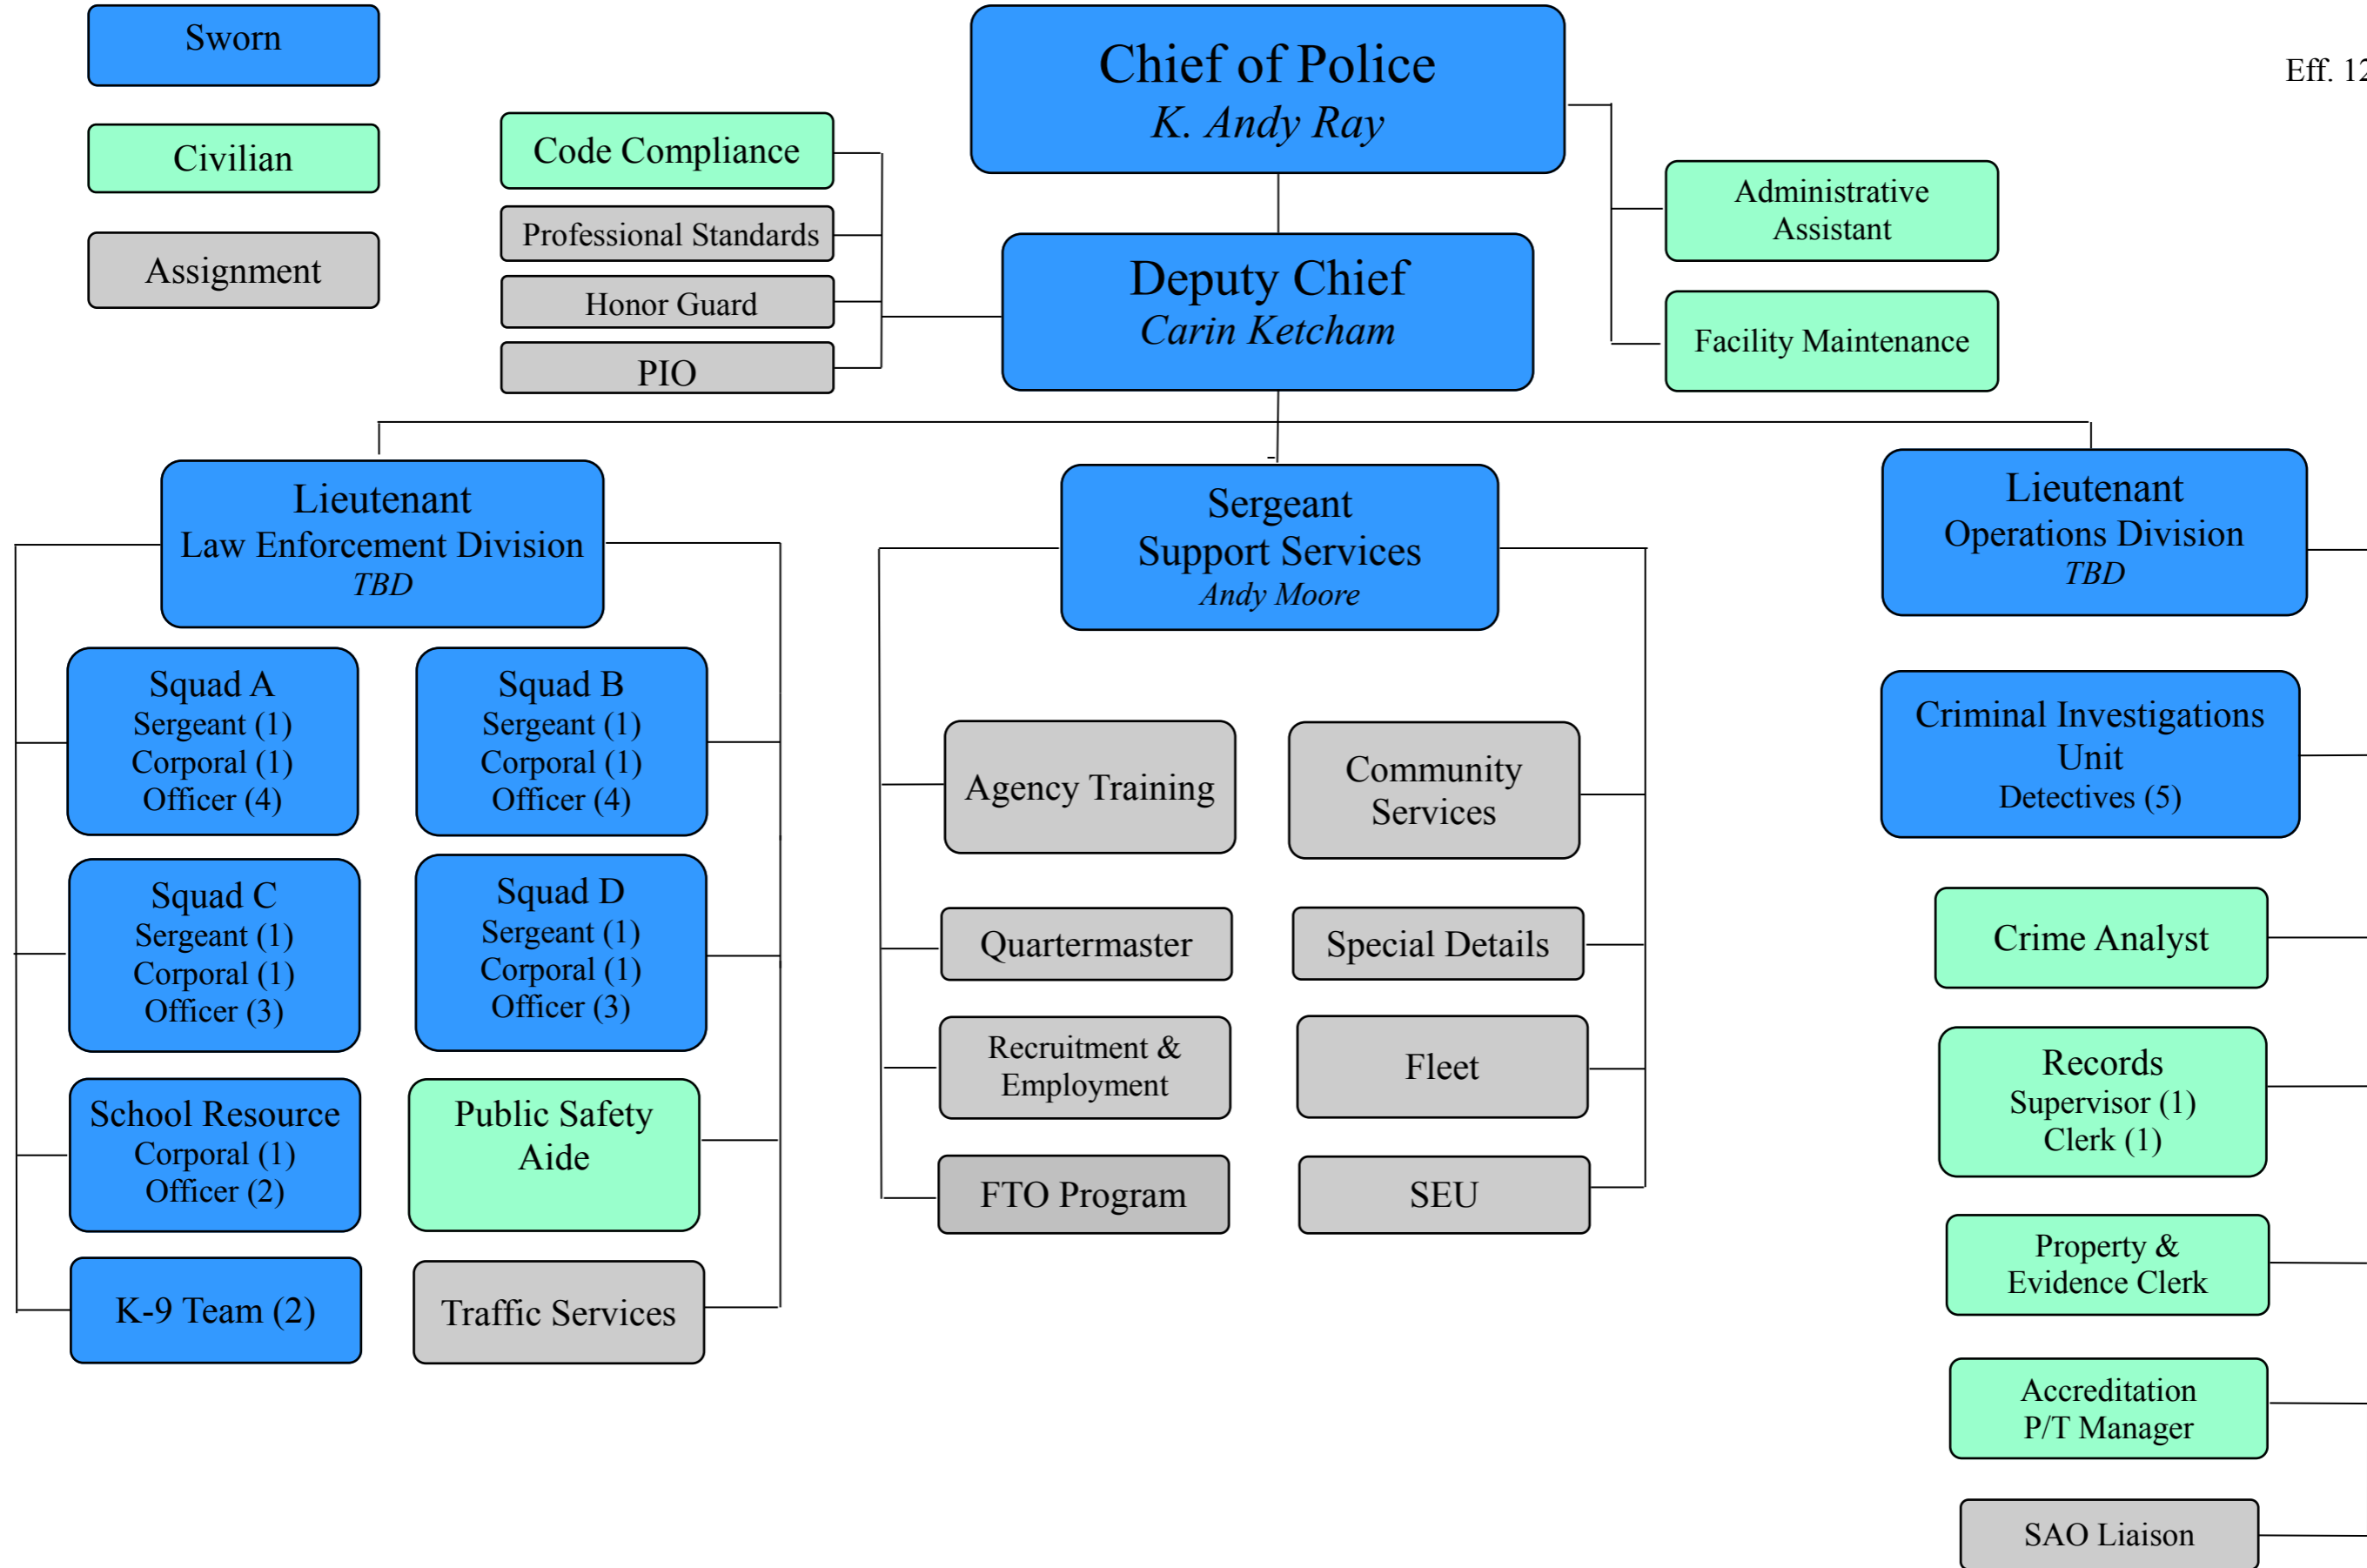 Sworn
Civilian
Assignment
Chief of Police
K. Andy Ray
Eff. 12
Code Compliance
Professional Standards
Honor Guard
PIO
Administrative
Assistant
Facility Maintenance
Deputy Chief
Carin Ketcham
Lieutenant
Law Enforcement Division
TBD
Squad A
Sergeant (1)
Corporal (1)
Officer (4)
Squad B
Sergeant (1)
Corporal (1)
Officer (4)
Squad C
Sergeant (1)
Corporal (1)
Officer (3)
Squad D
Sergeant (1)
Corporal (1)
Officer (3)
School Resource
Corporal (1)
Officer (2)
Public Safety
Aide
K-9 Team (2)
Traffic Services
Sergeant
Support Services
Andy Moore
Agency Training
Community
Services
Quartermaster
Special Details
Recruitment &
Employment
Fleet
FTO Program
SEU
Lieutenant
Operations Division
TBD
Criminal Investigations
Unit
Detectives (5)
Crime Analyst
Records
Supervisor (1)
Clerk (1)
Property &
Evidence Clerk
Accreditation
P/T Manager
SAO Liaison